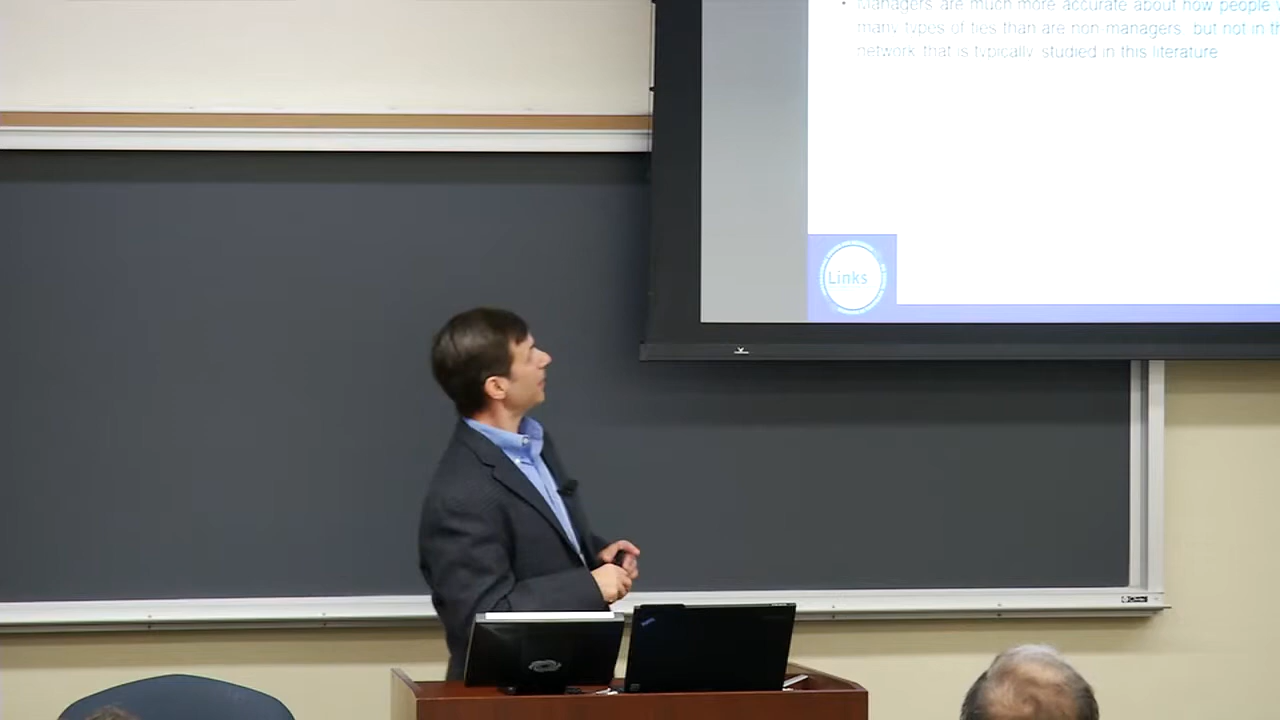 • Managers are much more accurate about how people
many types of ties than are non-managers but not in
network that is typically studied in this literature
Links